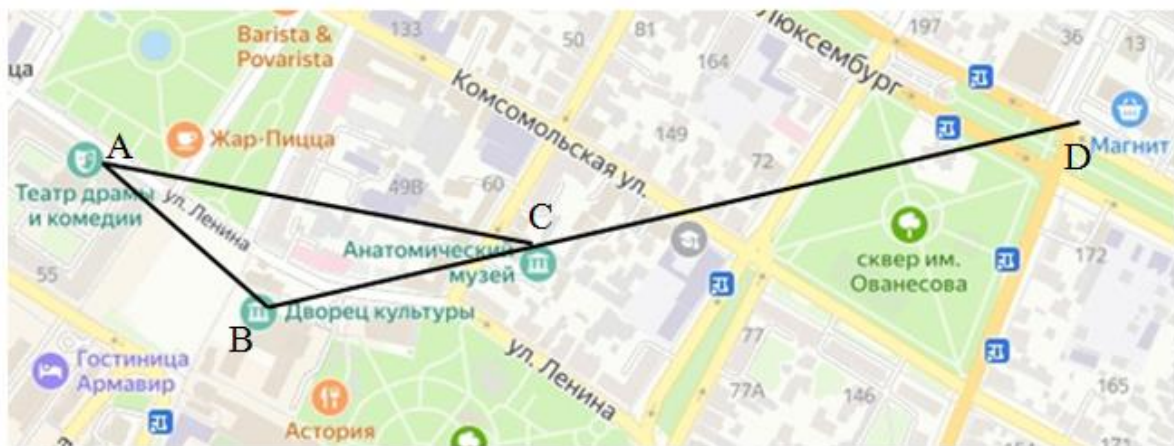 133
50
81
197
36
13
Barista &
Povarista
164
Люксембург
ца
Комсомольская ул.
Жар-Пицца
149
72
Магнит
A
D
Театр драмы
и комедии
49В
60
C
ул. Ленина
Анатомический
музей
сквер им.
Ованесова
172
55
B
Дворец культуры
77
ул. Ленина
Гостиница
Армавир
77А
146
165
Астория